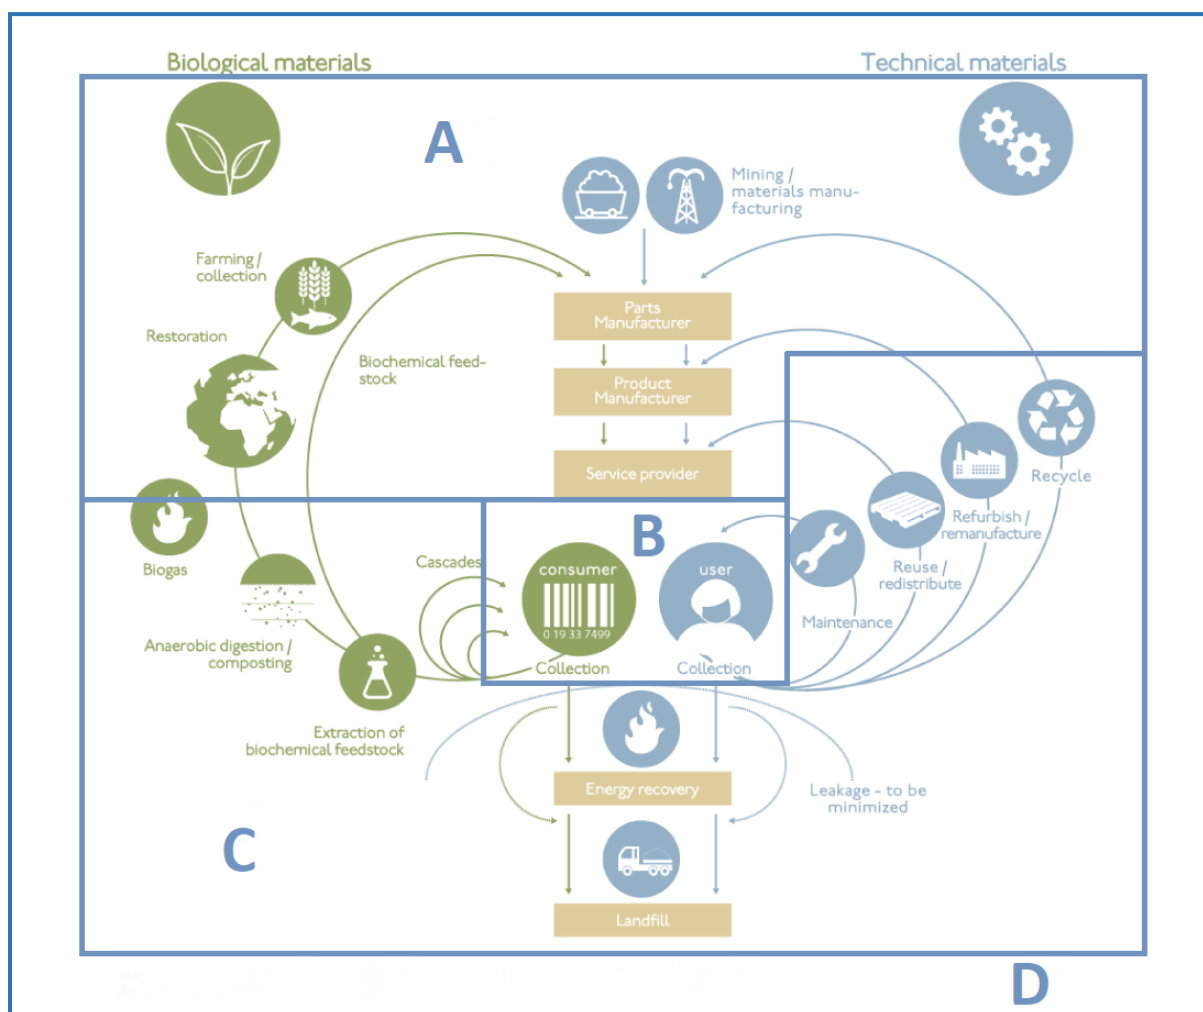 Biological materials
Technical materials
A
Mining /
materials manu-
facturing
Farming /
collection
Parts
Manufacturer
Restoration
Biochemical feed-
stock
Product
Manufacturer
Service provider
Recycle
Refurbish /
remanufacture
B
Biogas
Cascades
consumer
user
Reuse /
redistribute
0 19 33 7499
Maintenance
Anaerobic digestion /
composting
Collection
Collection
Extraction of
biochemical feedstock
Energy recovery
Leakage - to be
minimized
C
Landfill
D